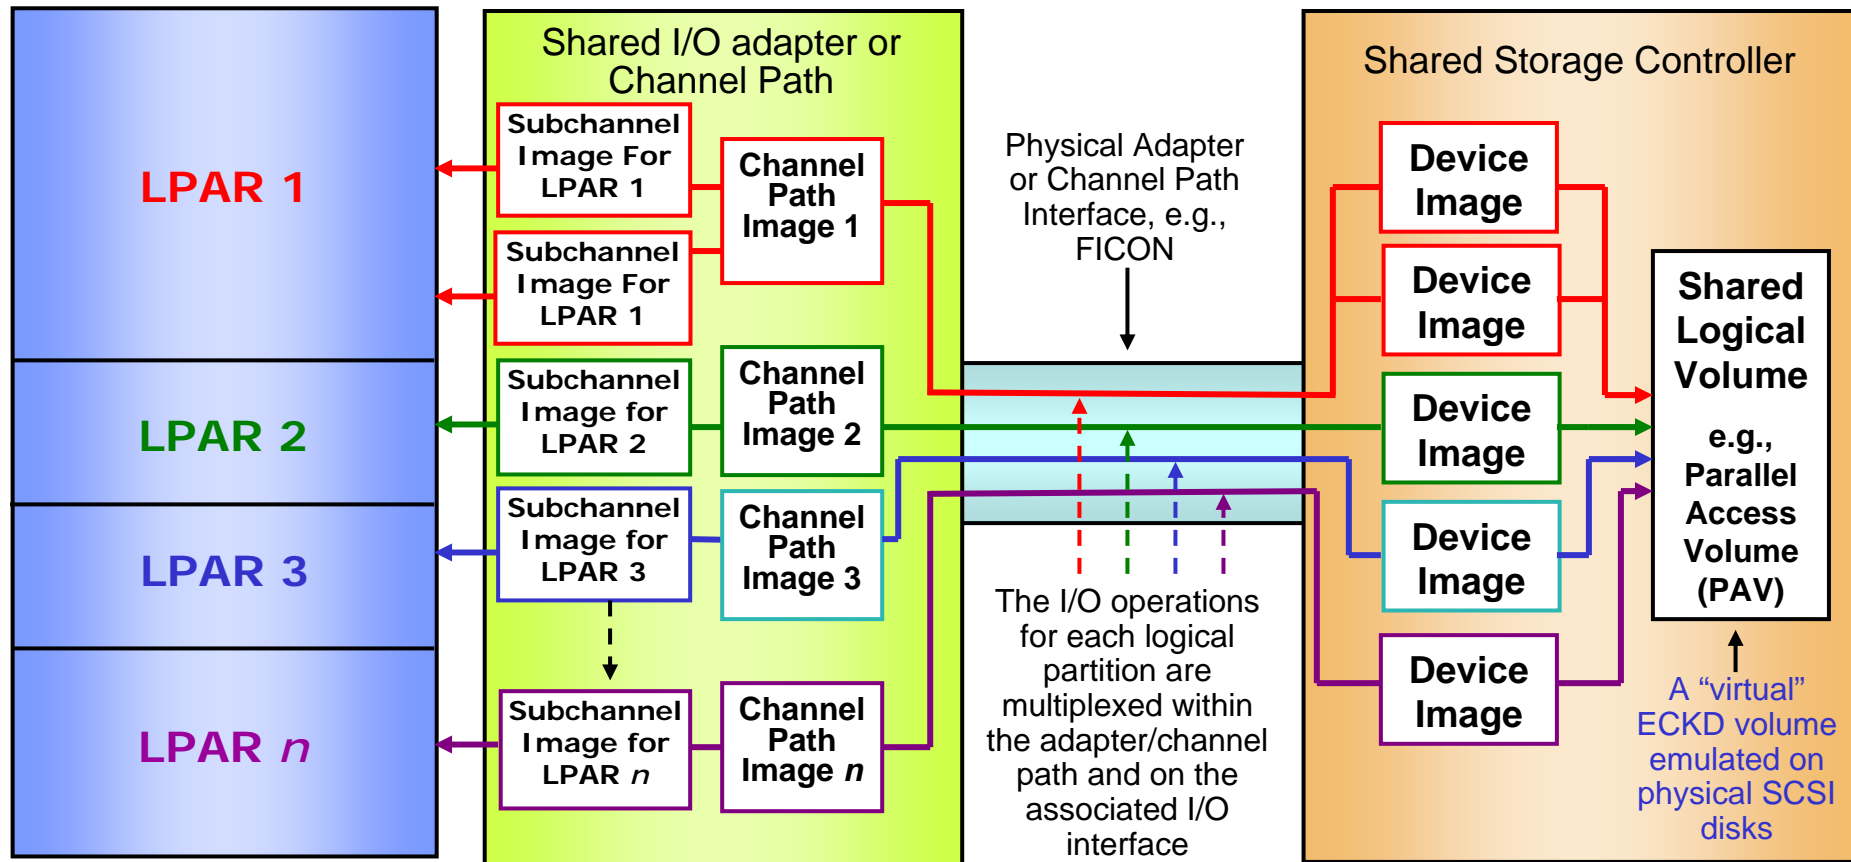 LPAR 1
LPAR 2
LPAR 3
LPAR n
Shared I/O adapter or
Channel Path
Subchannel
Image For
LPAR 1
Subchannel
Image For
LPAR 1
Channel
Path
Image 1
Subchannel
Image for
LPAR 2
Channel
Path
Image 2
Subchannel
Image for
LPAR 3
Channel
Path
Image 3
Subchannel
Image for
LPAR n
Channel
Path
Image n
Physical Adapter
or Channel Path
Interface, e.g.,
FICON
The I/O operations
for each logical
partition are
multiplexed within
the adapter/channel
path and on the
associated I/O
interface
Shared Storage Controller
Device
Image
Device
Image
Device
Image
Device
Image
Device
Image
Shared
Logical
Volume
e.g.,
Parallel
Access
Volume
(PAV)
A “virtual”
ECKD volume
emulated on
physical SCSI
disks